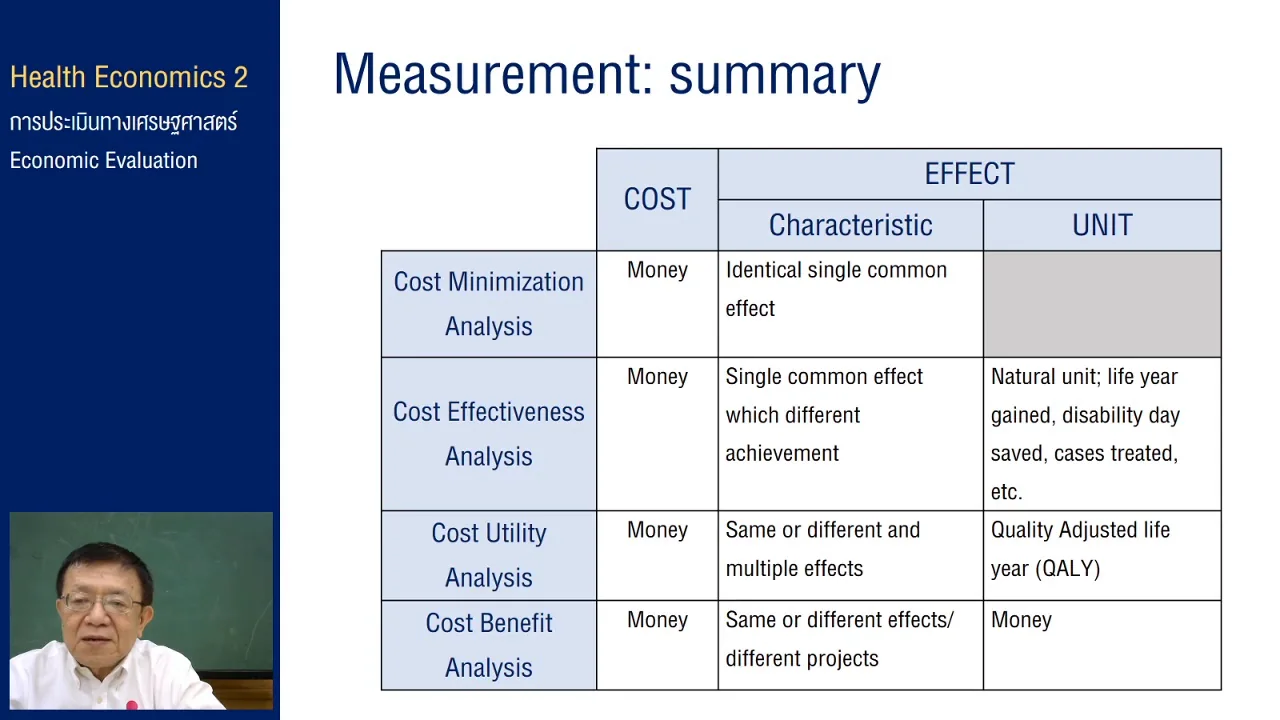 Health Economics 2
การประเมินทางเศรษฐศาสตร์
Economic Evaluation
Measurement: summary
COST
EFFECT
Characteristic
UNIT
Cost Minimization
Analysis
Money
Identical single common
effect
Cost Effectiveness
Analysis
Money
Single common effect
which different
achievement
Natural unit; life year
gained, disability day
saved, cases treated,
etc.
Cost Utility
Analysis
Money
Same or different and
multiple effects
Quality Adjusted life
year (QALY)
Cost Benefit
Analysis
Money
Same or different effects/
different projects
Money